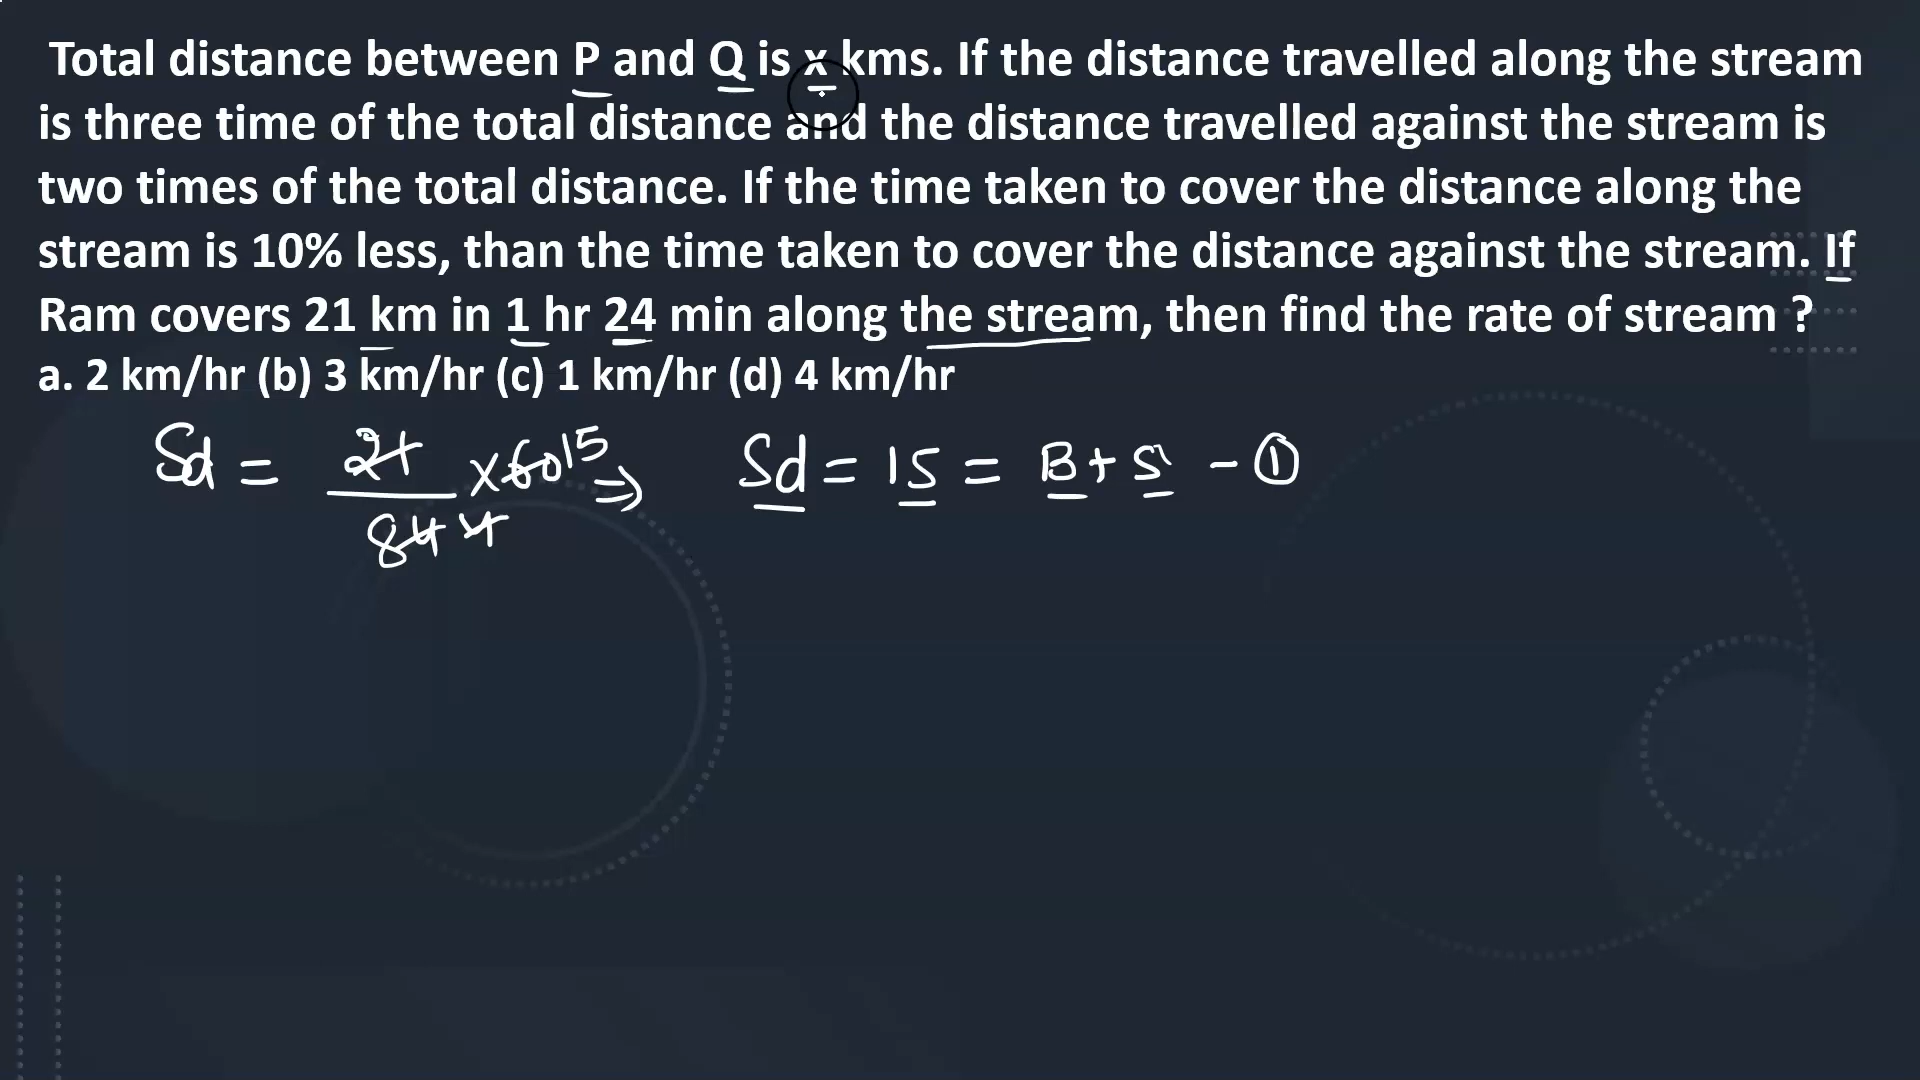 Total distance between P and Q is x kms. If the distance travelled along the stream
is three time of the total distance and the distance travelled against the stream is
two times of the total distance. If the time taken to cover the distance along the
stream is 10% less, than the time taken to cover the distance against the stream. If
Ram covers 21 km in 1 hr 24 min along the stream, then find the rate of stream ?
a. 2 km/hr (b) 3 km/hr (c) 1 km/hr (d) 4 km/hr
Sd = 21/84 4 × 60 15 ⇒ Sd = 15 = B + S - ①